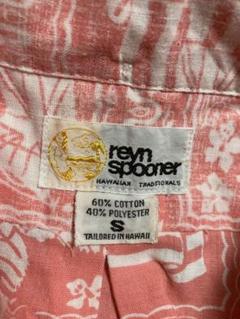 reyn
spooner
HAWAIIAN TRADITIONALS
60% COTTON
40% POLYESTER
S
TAILORED IN HAWAII